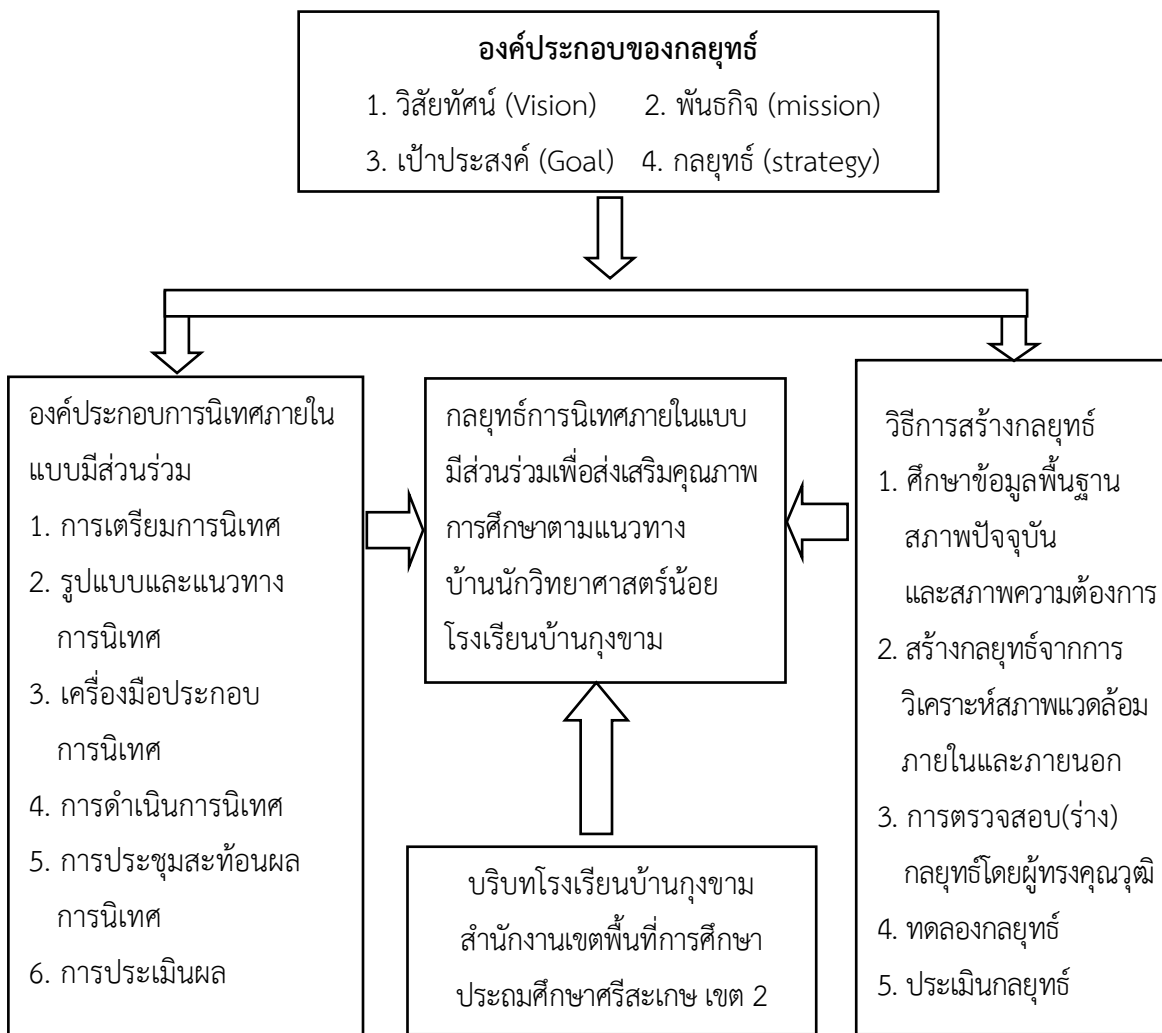 องค์ประกอบของกลยุทธ์
1. วิสัยทัศน์ (Vision) 2. พันธกิจ (mission)
3. เป้าประสงค์ (Goal) 4. กลยุทธ์ (strategy)
องค์ประกอบการนิเทศภายใน
แบบมีส่วนร่วม
1. การเตรียมการนิเทศ
2. รูปแบบและแนวทาง
การนิเทศ
3. เครื่องมือประกอบ
การนิเทศ
4. การดำเนินการนิเทศ
5. การประชุมสะท้อนผล
การนิเทศ
6. การประเมินผล
กลยุทธ์การนิเทศภายในแบบ
มีส่วนร่วมเพื่อส่งเสริมคุณภาพ
การศึกษาตามแนวทาง
บ้านนักวิทยาศาสตร์น้อย
โรงเรียนบ้านกุงขาม
บริบทโรงเรียนบ้านกุงขาม
สำนักงานเขตพื้นที่การศึกษา
ประถมศึกษาศรีสะเกษ เขต 2
วิธีการสร้างกลยุทธ์
1. ศึกษาข้อมูลพื้นฐาน
สภาพปัจจุบัน
และสภาพความต้องการ
2. สร้างกลยุทธ์จากการ
วิเคราะห์สภาพแวดล้อม
ภายในและภายนอก
3. การตรวจสอบ(ร่าง)
กลยุทธ์โดยผู้ทรงคุณวุฒิ
4. ทดลองกลยุทธ์
5. ประเมินกลยุทธ์